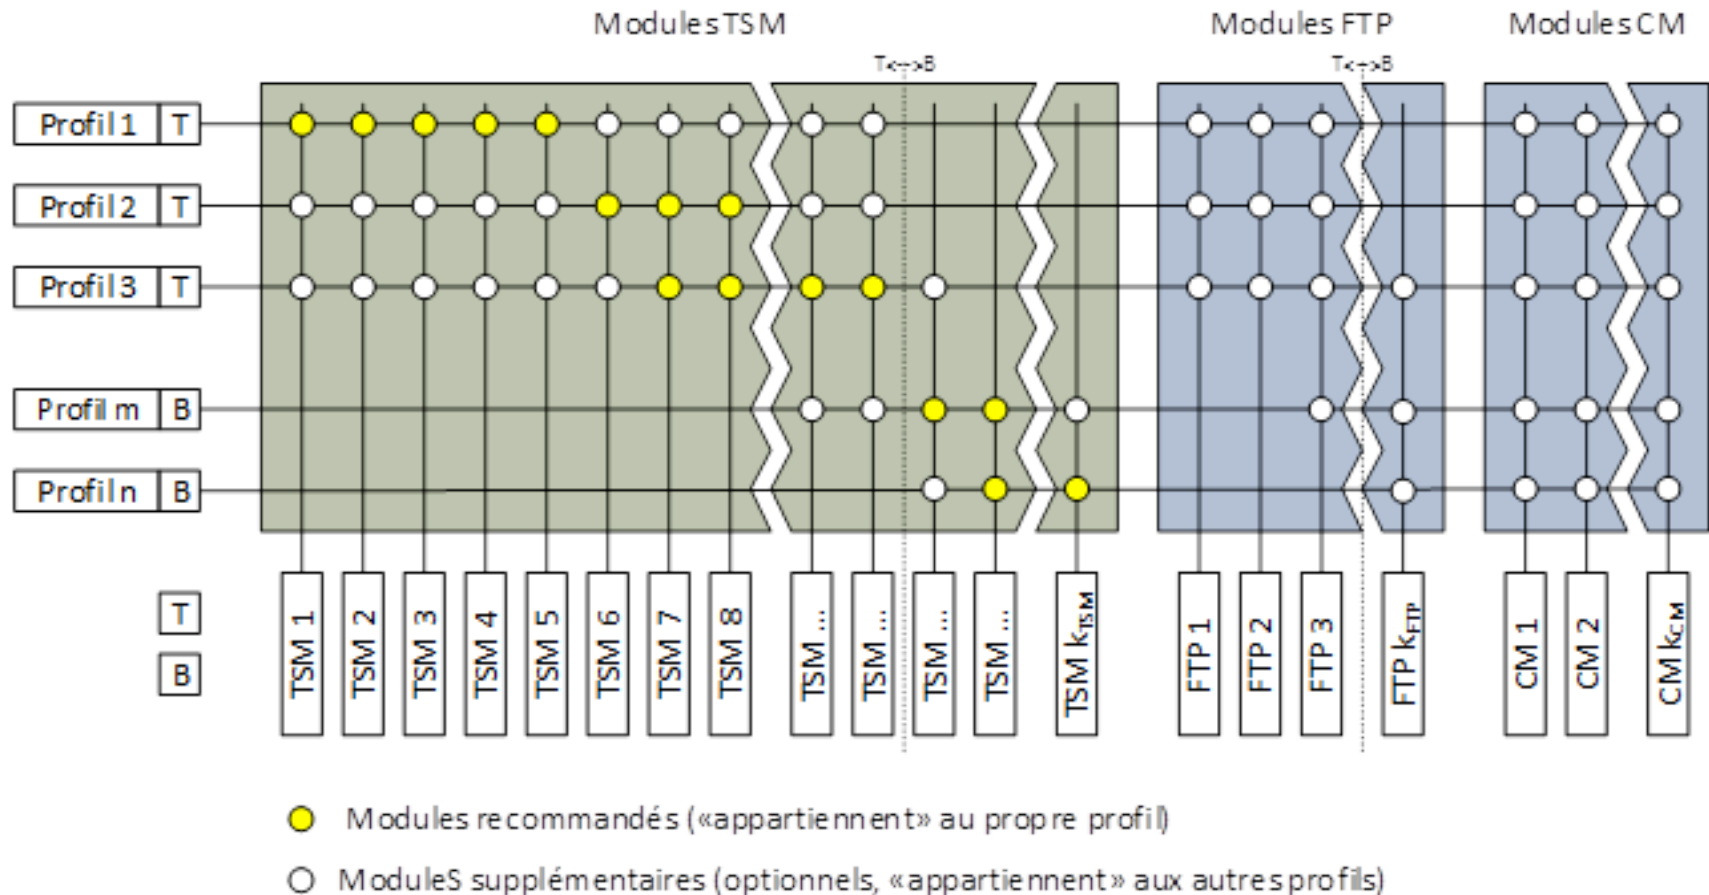 Modules TSM
Modules FTP
Modules CM
T<-->B
T<-->B
Profil 1 T
Profil 2 T
Profil 3 T
Profil m B
Profil n B
T
B
TSM 1
TSM 2
TSM 3
TSM 4
TSM 5
TSM 6
TSM 7
TSM 8
TSM ...
TSM ...
TSM ...
TSM ...
TSM kTSM
FTP 1
FTP 2
FTP 3
FTP kFTP
CM 1
CM 2
CM kCM
Modules recommandés («appartiennent» au propre profil)
ModuleS supplémentaires (optionnels, «appartiennent» aux autres profils)